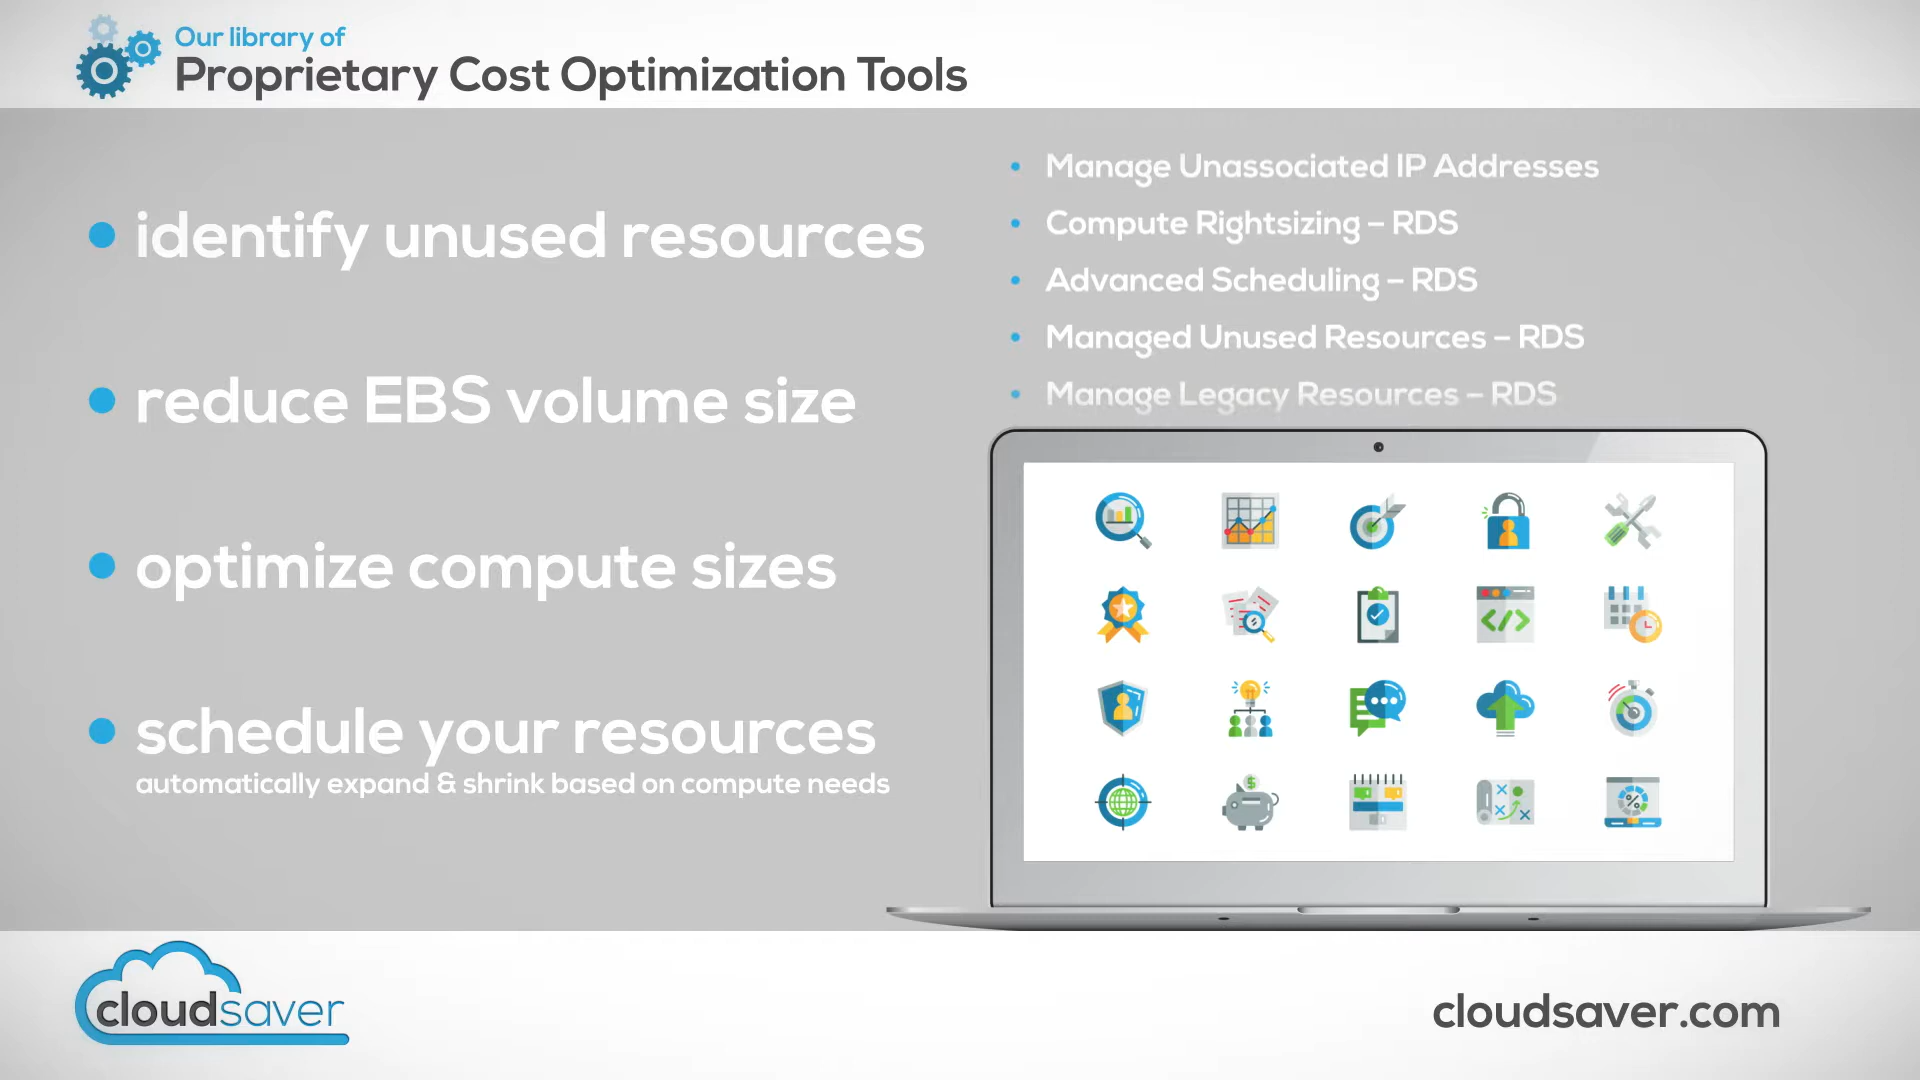 Our library of
Proprietary Cost Optimization Tools
identify unused resources
reduce EBS volume size
optimize compute sizes
schedule your resources
automatically expand & shrink based on compute needs
Manage Unassociated IP Addresses
Compute Rightsizing – RDS
Advanced Scheduling – RDS
Managed Unused Resources – RDS
Manage Legacy Resources – RDS
cloudsaver
cloudsaver.com